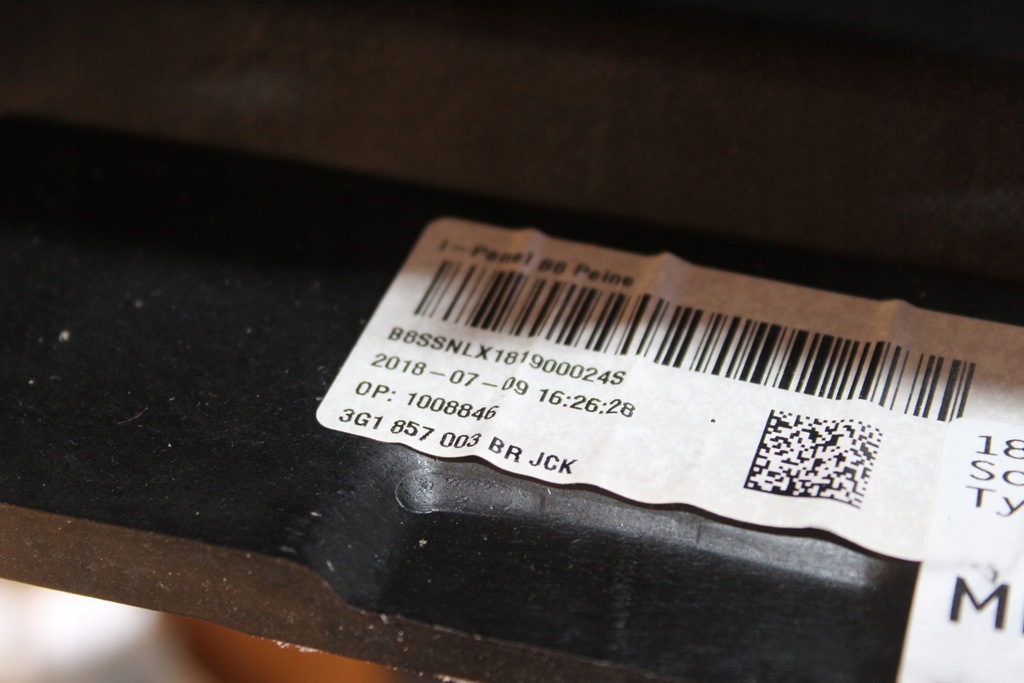 i-Panel B8 Peine
B8SSNLX181900024S
2018-07-09 16:26:28
OP: 1008846
3G1 857 003 BR JCK
18
So
Ty
M